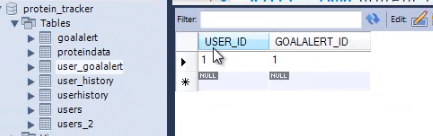 protein_tracker
Tables
goalalert
proteindata
user_goalalert
user_history
userhistory
users
users_2
Filter:
Edit:
USER_ID GOALALERT_ID
1 1
NULL NULL